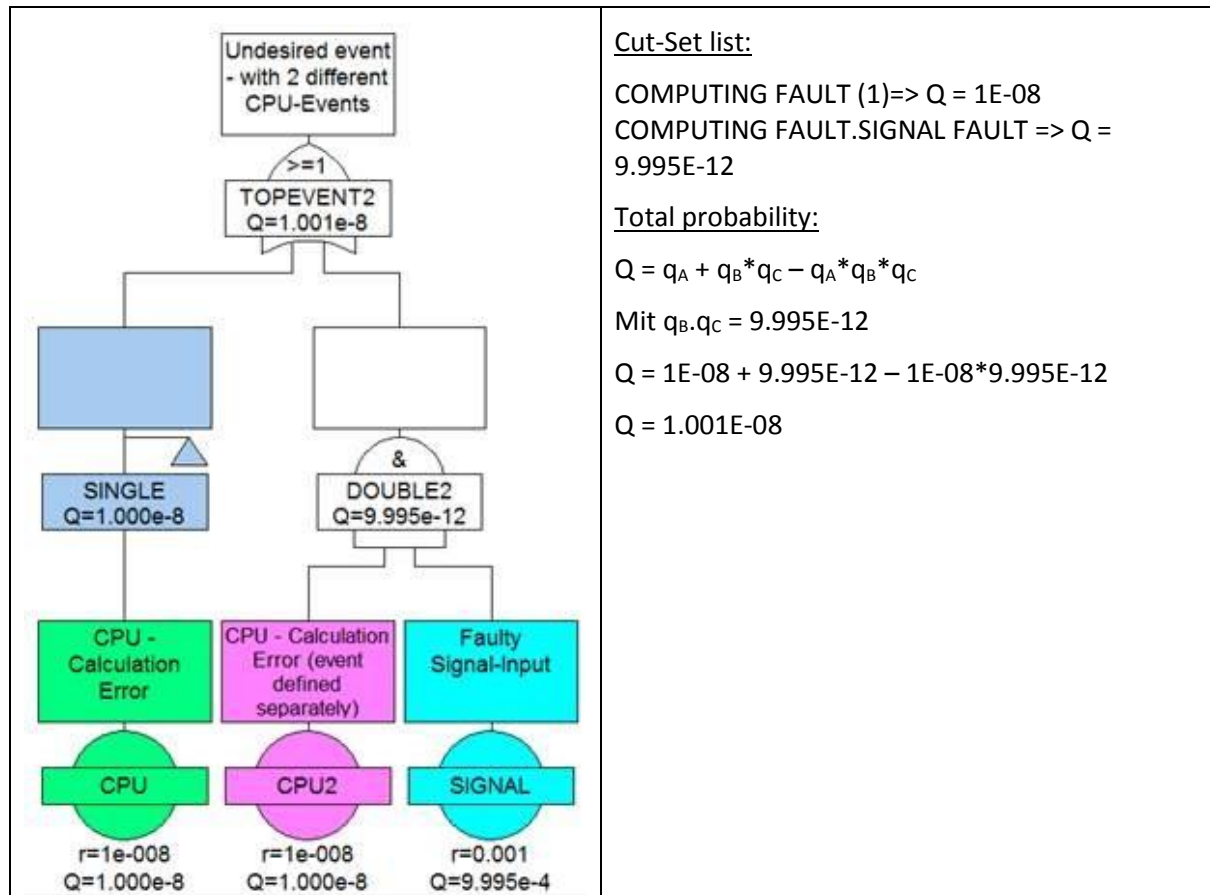 Undesired event
- with 2 different
CPU-Events
>=1
TOPEVENT2
Q=1.001e-8
SINGLE
Q=1.000e-8
&
DOUBLE2
Q=9.995e-12
CPU -
Calculation
Error
CPU - Calculation
Error (event
defined
separately)
Faulty
Signal-Input
CPU
CPU2
SIGNAL
r=1e-008
Q=1.000e-8
r=1e-008
Q=1.000e-8
r=0.001
Q=9.995e-4
Cut-Set list:
COMPUTING FAULT (1)=> Q = 1E-08
COMPUTING FAULT.SIGNAL FAULT => Q =
9.995E-12
Total probability:
Q = qA + qB*qC – qA*qB*qC
Mit qB.qC = 9.995E-12
Q = 1E-08 + 9.995E-12 – 1E-08*9.995E-12
Q = 1.001E-08